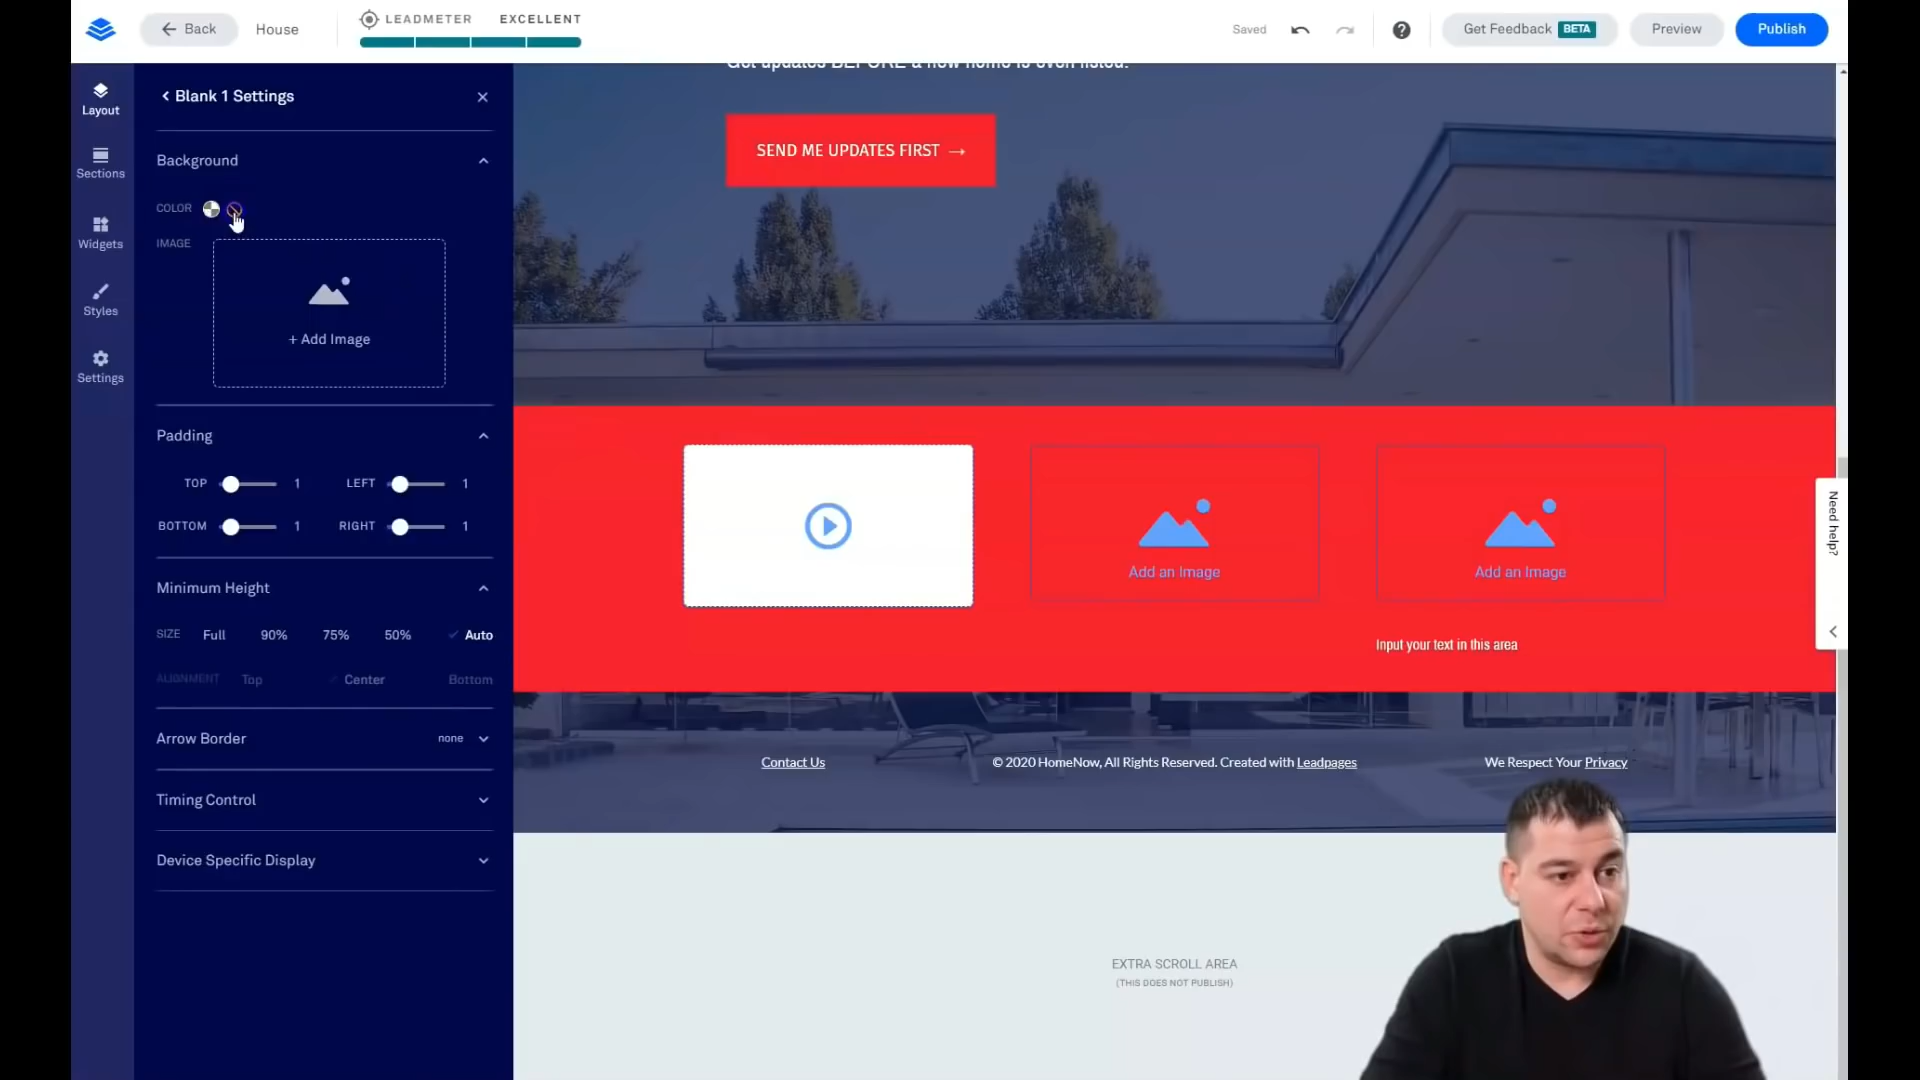 Back
House
LEADMETER
EXCELLENT
Saved
Get Feedback BETA
Preview
Publish
Layout
Sections
Widgets
Styles
Settings
Blank 1 Settings
Background
COLOR
IMAGE
+ Add Image
Padding
TOP 1 LEFT 1
BOTTOM 1 RIGHT 1
Minimum Height
SIZE Full 90% 75% 50% Auto
ALIGNMENT Top Center Bottom
Arrow Border none
Timing Control
Device Specific Display
Get updates BEFORE a new home is even listed.
SEND ME UPDATES FIRST →
Add an Image
Add an Image
Input your text in this area
Contact Us
© 2020 HomeNow, All Rights Reserved. Created with Leadpages
We Respect Your Privacy
EXTRA SCROLL AREA
(THIS DOES NOT PUBLISH)
Need help?